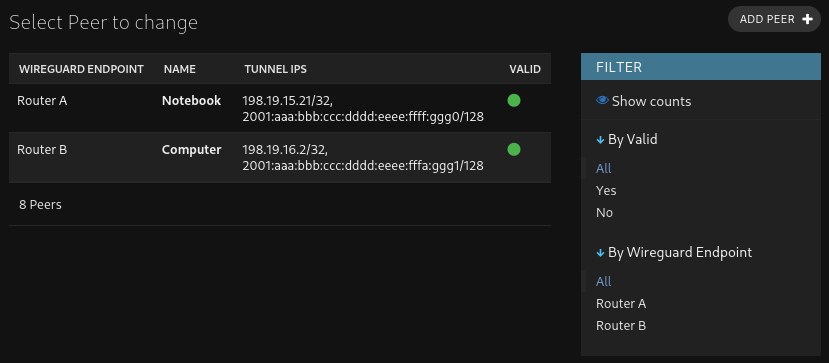 Select Peer to change
ADD PEER
WIREGUARD ENDPOINT NAME TUNNEL IPS VALID
Router A Notebook 198.19.15.21/32,
2001:aaa:bbb:ccc:dddd:eeee:ffff:ggg0/128
Router B Computer 198.19.16.2/32,
2001:aaa:bbb:ccc:dddd:eeee:fffa:ggg1/128
8 Peers
FILTER
Show counts
By Valid
All
Yes
No
By Wireguard Endpoint
All
Router A
Router B